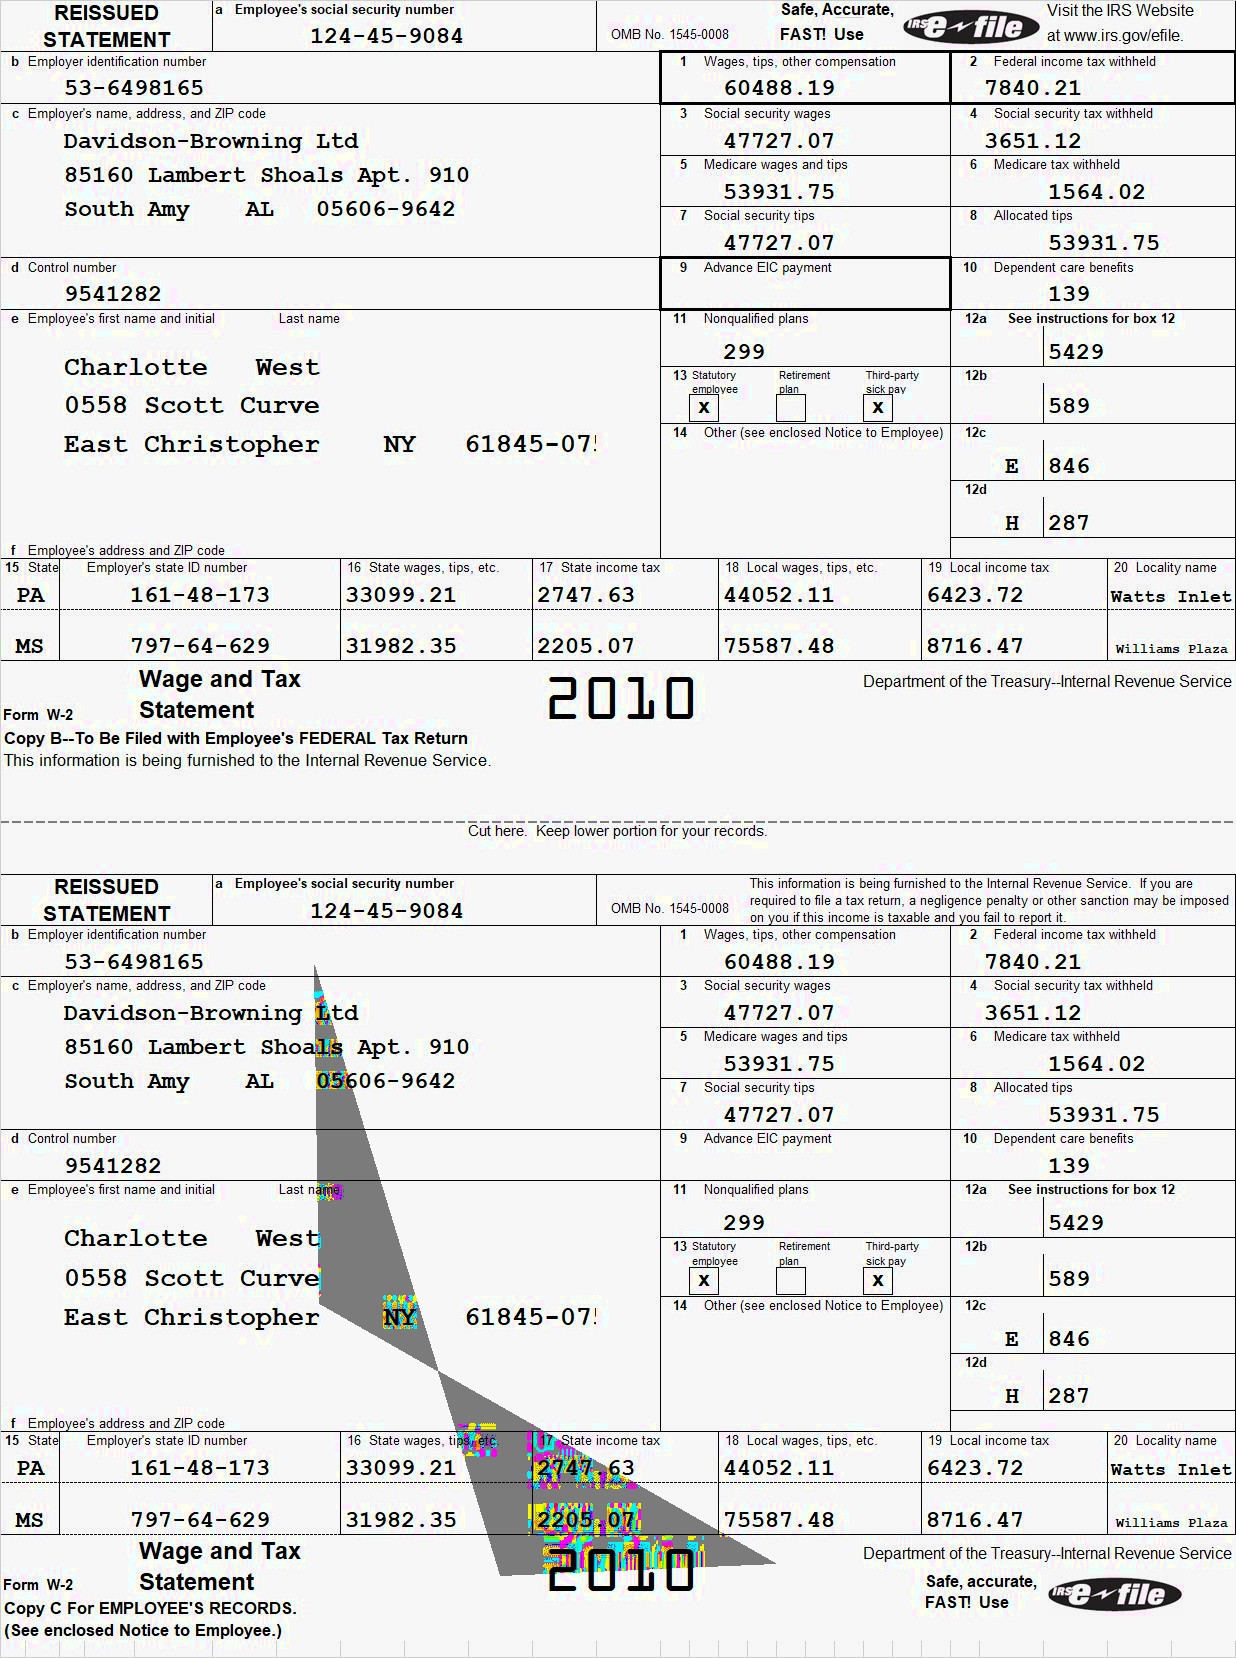 REISSUED STATEMENT
a Employee's social security number
124-45-9084
OMB No. 1545-0008
Safe, Accurate, FAST! Use
IRS e-file
Visit the IRS Website at www.irs.gov/efile.
b Employer identification number
53-6498165
1 Wages, tips, other compensation
60488.19
2 Federal income tax withheld
7840.21
c Employer's name, address, and ZIP code
Davidson-Browning Ltd
85160 Lambert Shoals Apt. 910
South Amy AL 05606-9642
3 Social security wages
47727.07
4 Social security tax withheld
3651.12
5 Medicare wages and tips
53931.75
6 Medicare tax withheld
1564.02
7 Social security tips
47727.07
8 Allocated tips
53931.75
d Control number
9541282
9 Advance EIC payment
10 Dependent care benefits
139
e Employee's first name and initial Last name
Charlotte West
0558 Scott Curve
East Christopher NY 61845-07
11 Nonqualified plans
299
12a See instructions for box 12
5429
13 Statutory employee Retirement plan Third-party sick pay
X X
12b
589
14 Other (see enclosed Notice to Employee)
12c
E 846
12d
H 287
f Employee's address and ZIP code
15 State Employer's state ID number 16 State wages, tips, etc. 17 State income tax 18 Local wages, tips, etc. 19 Local income tax 20 Locality name
PA 161-48-173 33099.21 2747.63 44052.11 6423.72 Watts Inlet
MS 797-64-629 31982.35 2205.07 75587.48 8716.47 Williams Plaza
Form W-2 Wage and Tax Statement
2010
Department of the Treasury--Internal Revenue Service
Copy B--To Be Filed with Employee's FEDERAL Tax Return
This information is being furnished to the Internal Revenue Service.
Cut here. Keep lower portion for your records.
REISSUED STATEMENT
a Employee's social security number
124-45-9084
OMB No. 1545-0008
This information is being furnished to the Internal Revenue Service. If you are
required to file a tax return, a negligence penalty or other sanction may be imposed
on you if this income is taxable and you fail to report it.
b Employer identification number
53-6498165
1 Wages, tips, other compensation
60488.19
2 Federal income tax withheld
7840.21
c Employer's name, address, and ZIP code
Davidson-Browning Ltd
85160 Lambert Shoals Apt. 910
South Amy AL 05606-9642
3 Social security wages
47727.07
4 Social security tax withheld
3651.12
5 Medicare wages and tips
53931.75
6 Medicare tax withheld
1564.02
7 Social security tips
47727.07
8 Allocated tips
53931.75
d Control number
9541282
9 Advance EIC payment
10 Dependent care benefits
139
e Employee's first name and initial Last name
Charlotte West
0558 Scott Curve
East Christopher NY 61845-07
11 Nonqualified plans
299
12a See instructions for box 12
5429
13 Statutory employee Retirement plan Third-party sick pay
X X
12b
589
14 Other (see enclosed Notice to Employee)
12c
E 846
12d
H 287
f Employee's address and ZIP code
15 State Employer's state ID number 16 State wages, tips, etc. 17 State income tax 18 Local wages, tips, etc. 19 Local income tax 20 Locality name
PA 161-48-173 33099.21 2747.63 44052.11 6423.72 Watts Inlet
MS 797-64-629 31982.35 2205.07 75587.48 8716.47 Williams Plaza
Form W-2 Wage and Tax Statement
2010
Department of the Treasury--Internal Revenue Service
Safe, accurate, FAST! Use
IRS e-file
Copy C For EMPLOYEE'S RECORDS.
(See enclosed Notice to Employee.)